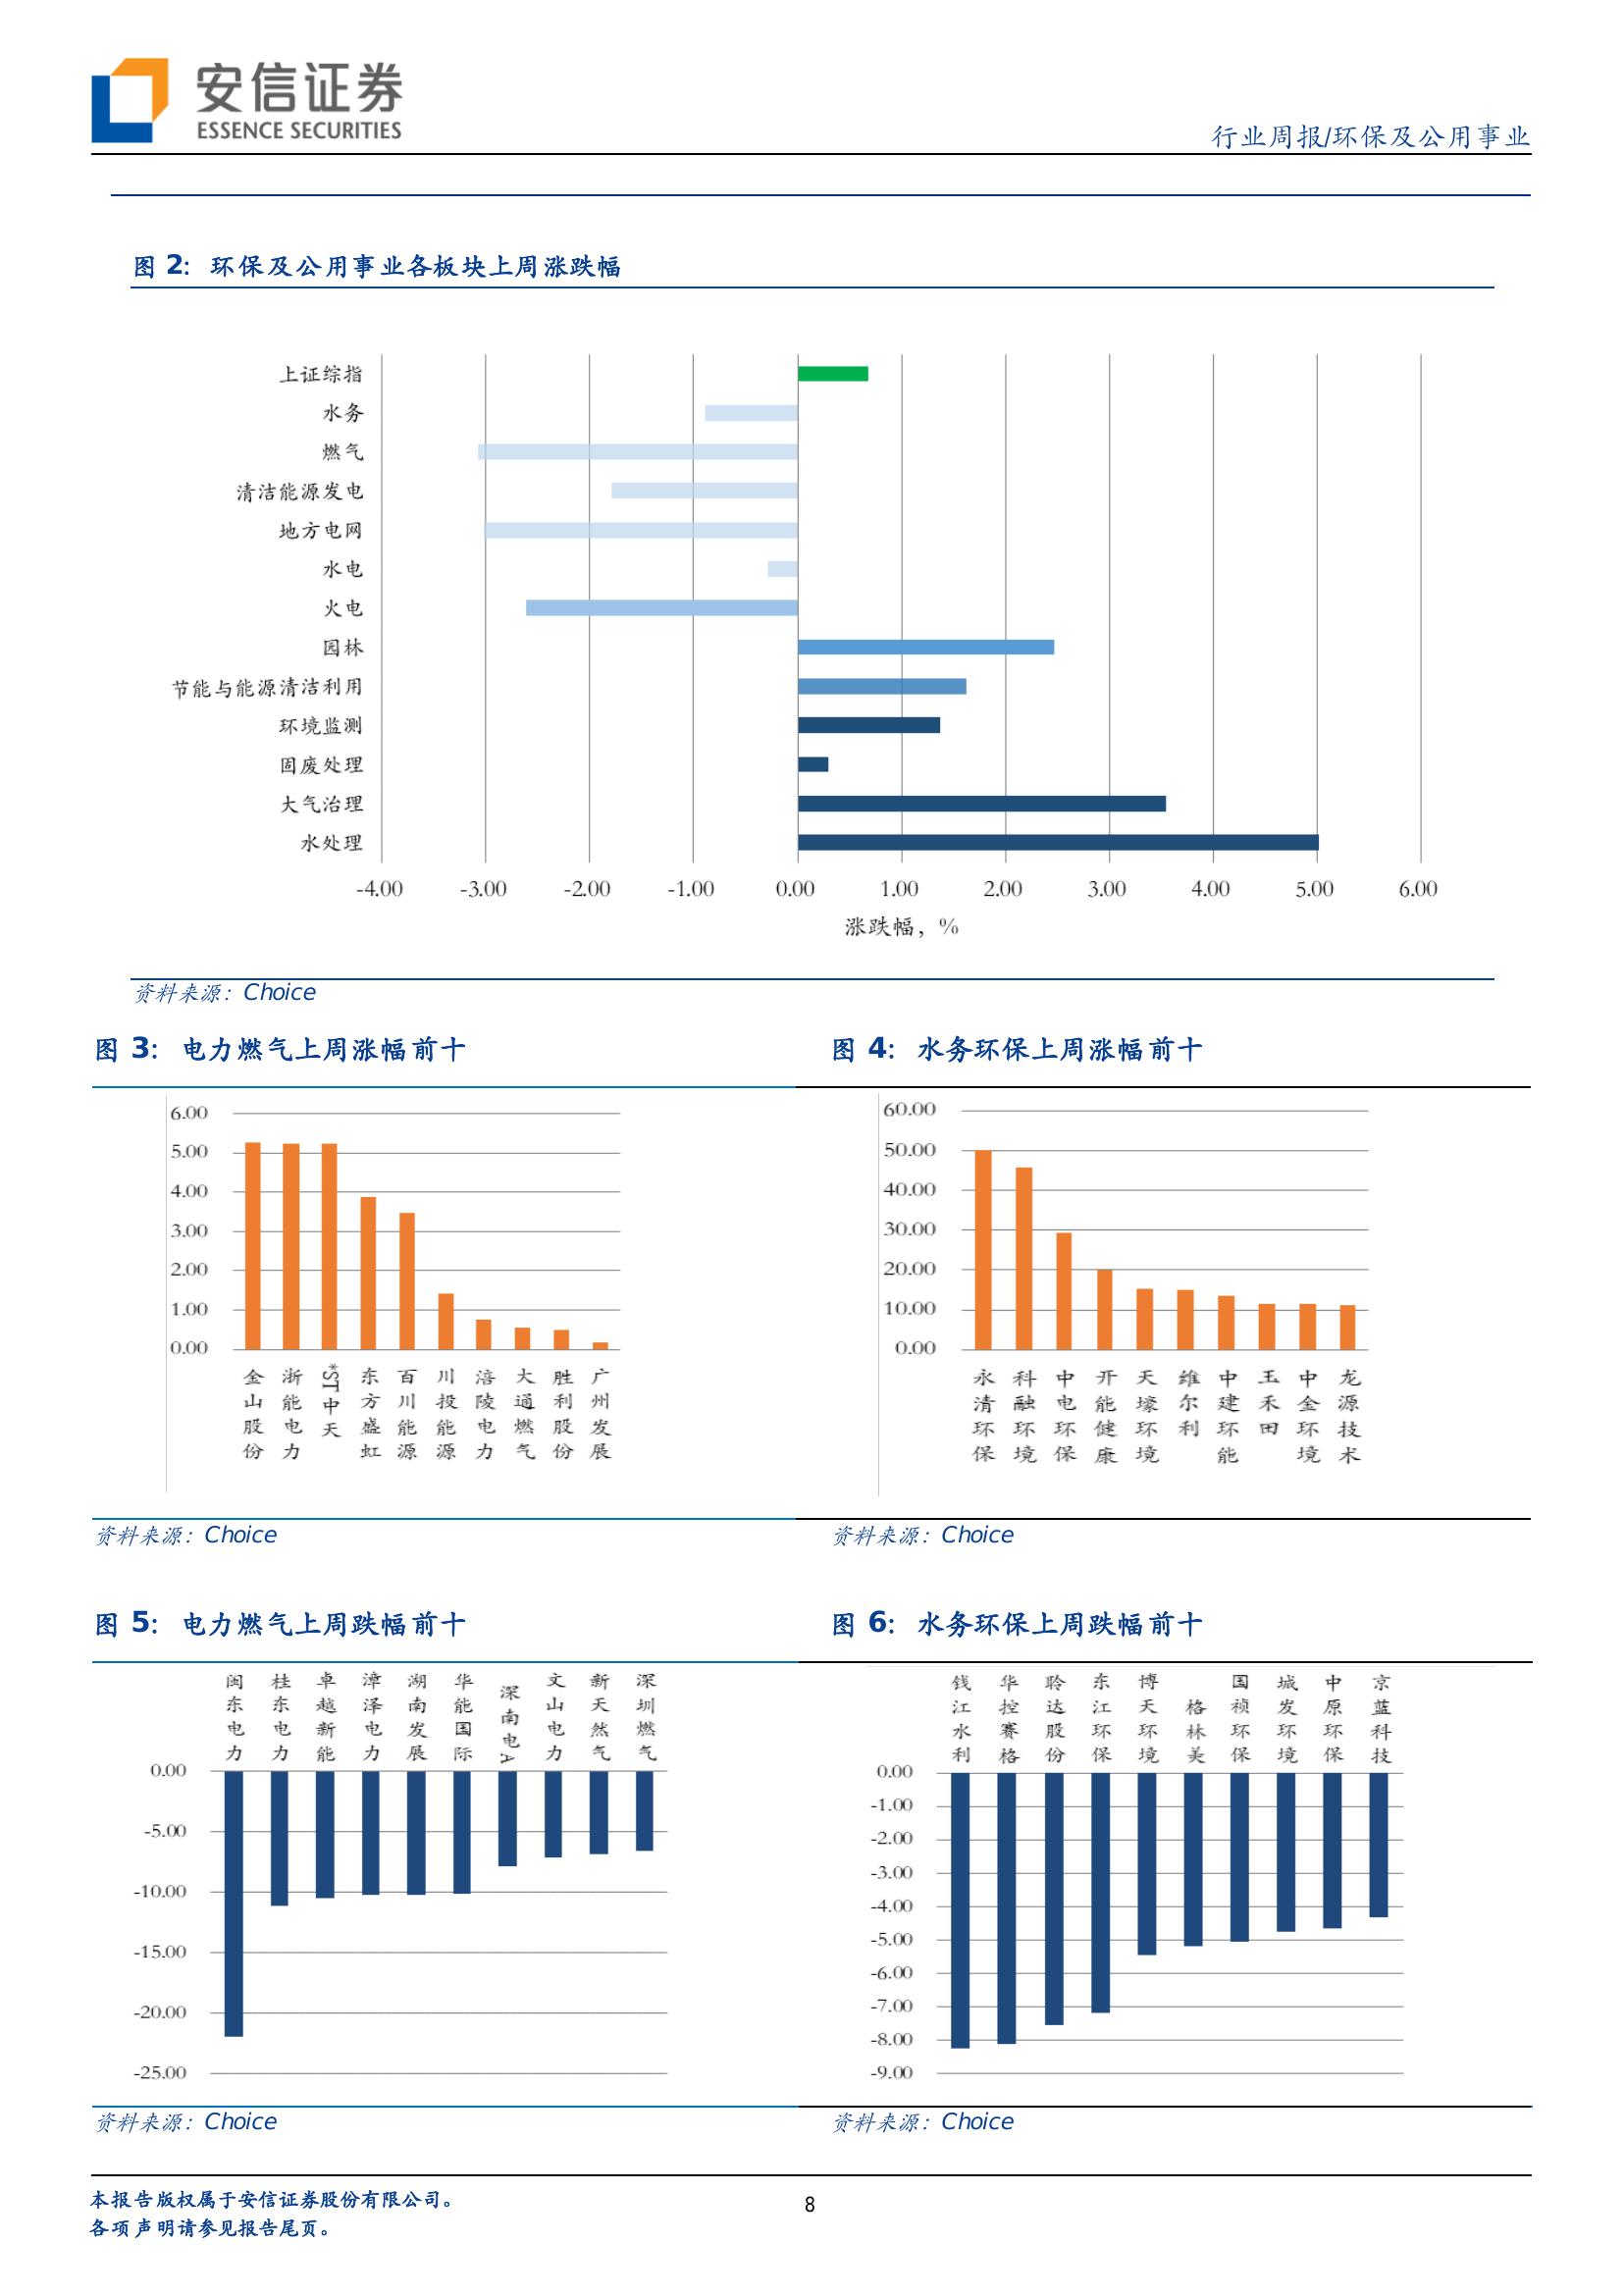 安信证券
ESSENCE SECURITIES
行业周报/环保及公用事业
图 2: 环保及公用事业各板块上周涨跌幅
上证综指
水务
燃气
清洁能源发电
地方电网
水电
火电
园林
节能与能源清洁利用
环境监测
固废处理
大气治理
水处理
-4.00 -3.00 -2.00 -1.00 0.00 1.00 2.00 3.00 4.00 5.00 6.00
涨跌幅，%
资料来源：Choice
图 3: 电力燃气上周涨幅前十
6.00
5.00
4.00
3.00
2.00
1.00
0.00
金山股份
浙能电力
*ST中天
东方盛虹
百川能源
川投能源
涪陵电力
大通燃气
胜利股份
广州发展
资料来源：Choice
图 4: 水务环保上周涨幅前十
60.00
50.00
40.00
30.00
20.00
10.00
0.00
永清环保
科融环境
中电环保
开能健康
天壕环境
维尔利
中建环能
玉禾田
中金环境
龙源技术
资料来源：Choice
图 5: 电力燃气上周跌幅前十
闽东电力
桂东电力
卓越新能
漳泽电力
湖南发展
华能国际
深南电A
文山电力
新天然气
深圳燃气
0.00
-5.00
-10.00
-15.00
-20.00
-25.00
资料来源：Choice
图 6: 水务环保上周跌幅前十
钱江水利
华控赛格
聆达股份
东江环保
博天环境
格林美
国祯环保
城发环境
中原环保
京蓝科技
0.00
-1.00
-2.00
-3.00
-4.00
-5.00
-6.00
-7.00
-8.00
-9.00
资料来源：Choice
本报告版权属于安信证券股份有限公司。
各项声明请参见报告尾页。
8